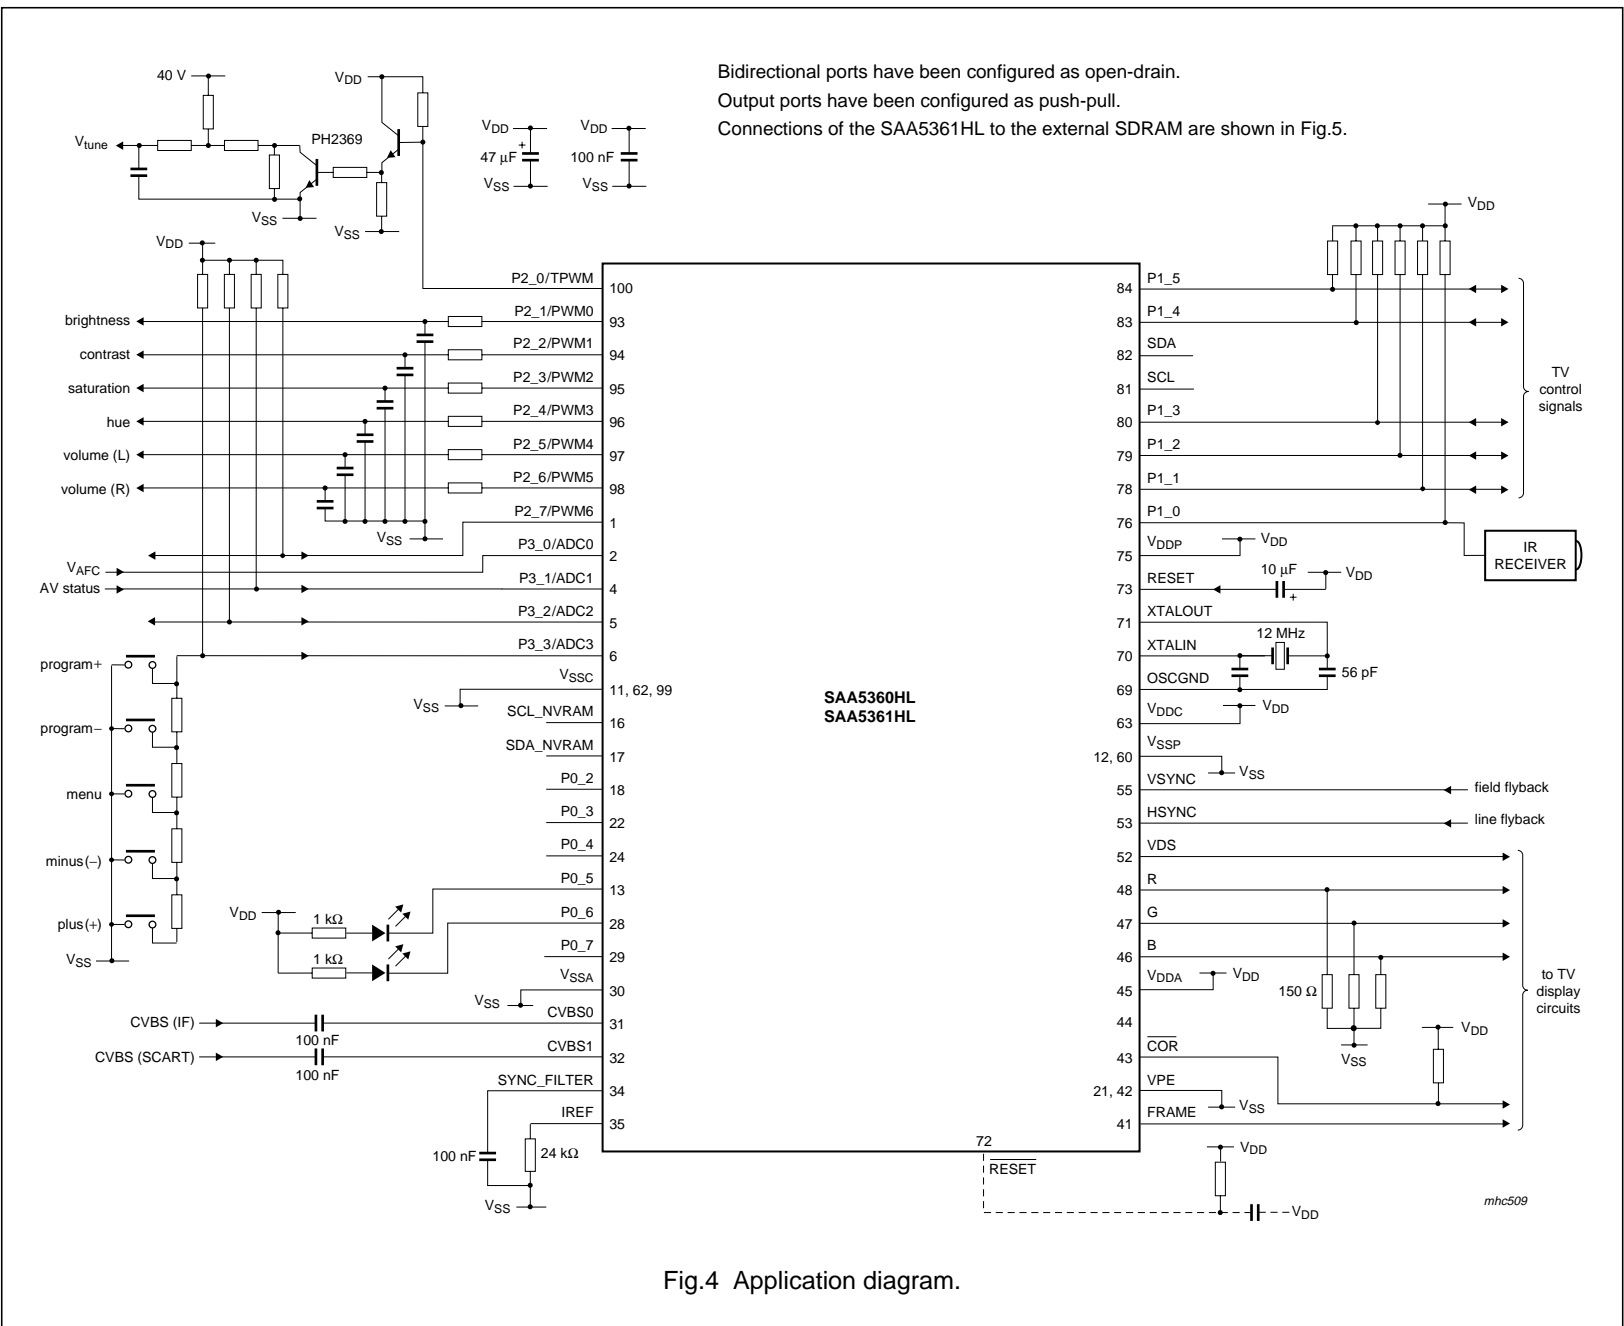 Bidirectional ports have been configured as open-drain.
Output ports have been configured as push-pull.
Connections of the SAA5361HL to the external SDRAM are shown in Fig.5.
40 V
VDD
Vtune
PH2369
VSS
VSS
VDD
47 µF
+
VSS
VDD
100 nF
VSS
VDD
VDD
P2_0/TPWM
100
brightness
P2_1/PWM0
93
contrast
P2_2/PWM1
94
saturation
P2_3/PWM2
95
hue
P2_4/PWM3
96
volume (L)
P2_5/PWM4
97
volume (R)
P2_6/PWM5
98
P2_7/PWM6
1
VSS
P3_0/ADC0
2
VAFC
AV status
P3_1/ADC1
4
P3_2/ADC2
5
P3_3/ADC3
6
program+
program−
menu
minus(−)
plus(+)
VSS
VSSC
VSS
11, 62, 99
SCL_NVRAM
16
SDA_NVRAM
17
P0_2
18
P0_3
22
P0_4
24
P0_5
13
VDD
1 kΩ
P0_6
28
1 kΩ
P0_7
29
VSSA
VSS
30
CVBS (IF)
100 nF
CVBS0
31
CVBS (SCART)
100 nF
CVBS1
32
SYNC_FILTER
34
IREF
35
100 nF
24 kΩ
VSS
SAA5360HL
SAA5361HL
84
P1_5
83
P1_4
82
SDA
81
SCL
80
P1_3
79
P1_2
78
P1_1
76
P1_0
TV
control
signals
IR
RECEIVER
75
VDDP
VDD
73
RESET
10 µF
+
VDD
71
XTALOUT
12 MHz
70
XTALIN
56 pF
69
OSCGND
63
VDDC
VDD
12, 60
VSSP
VSS
55
VSYNC
field flyback
53
HSYNC
line flyback
52
VDS
48
R
47
G
46
B
45
VDDA
VDD
150 Ω
VSS
to TV
display
circuits
44
43
COR
VDD
21, 42
VPE
VSS
41
FRAME
72
RESET
VDD
VDD
mhc509
Fig.4 Application diagram.